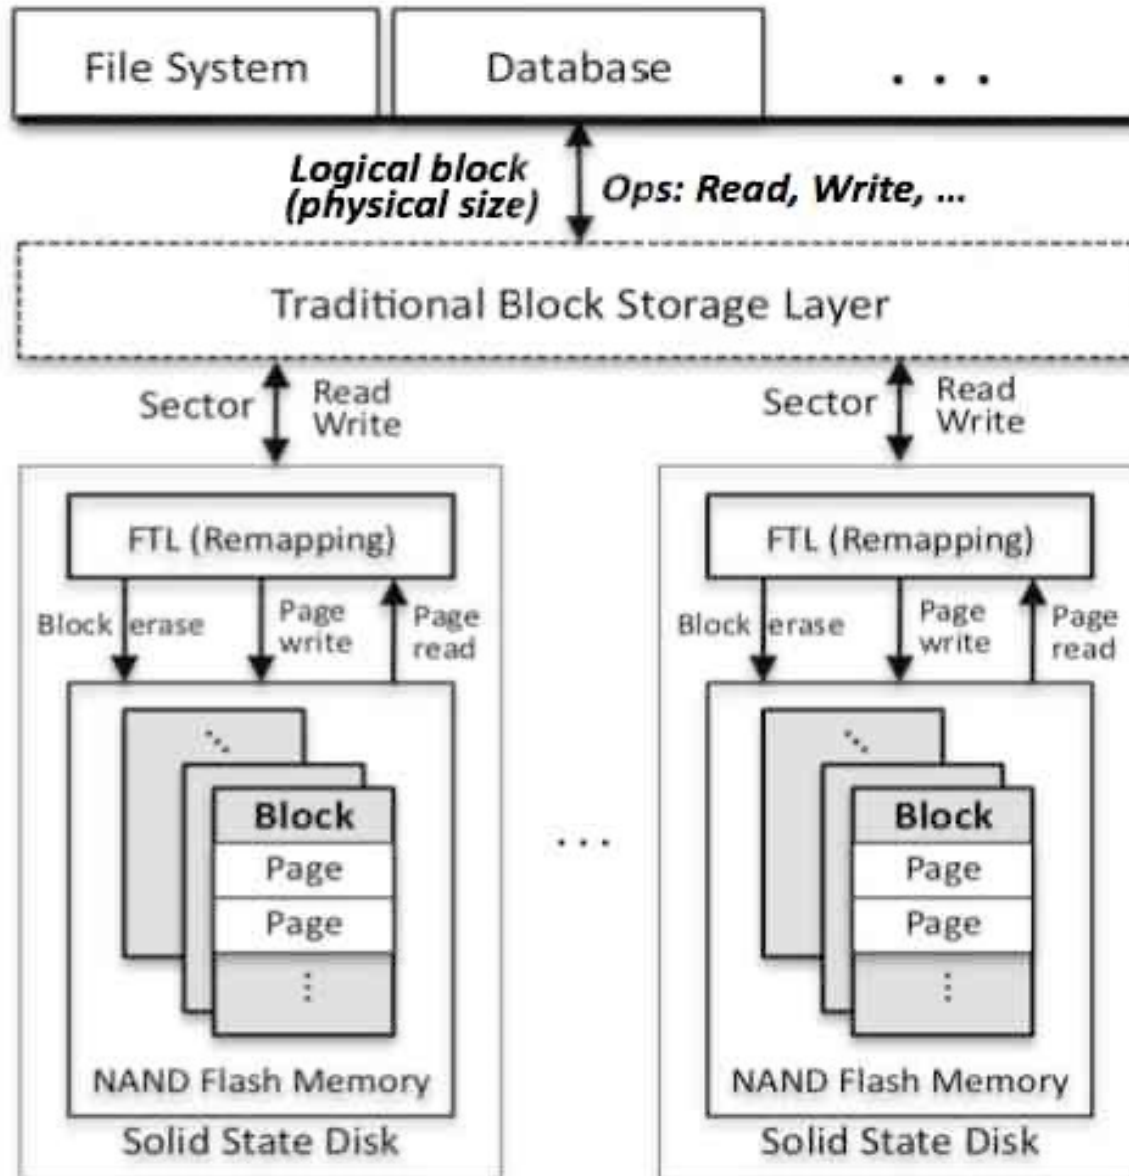 File System
Database
. . .
Logical block
(physical size)
Ops: Read, Write, ...
Traditional Block Storage Layer
Sector
Read
Write
Sector
Read
Write
FTL (Remapping)
Block erase
Page
write
Page
read
Block
Page
Page
⋮
NAND Flash Memory
Solid State Disk
. . .
FTL (Remapping)
Block erase
Page
write
Page
read
Block
Page
Page
⋮
NAND Flash Memory
Solid State Disk